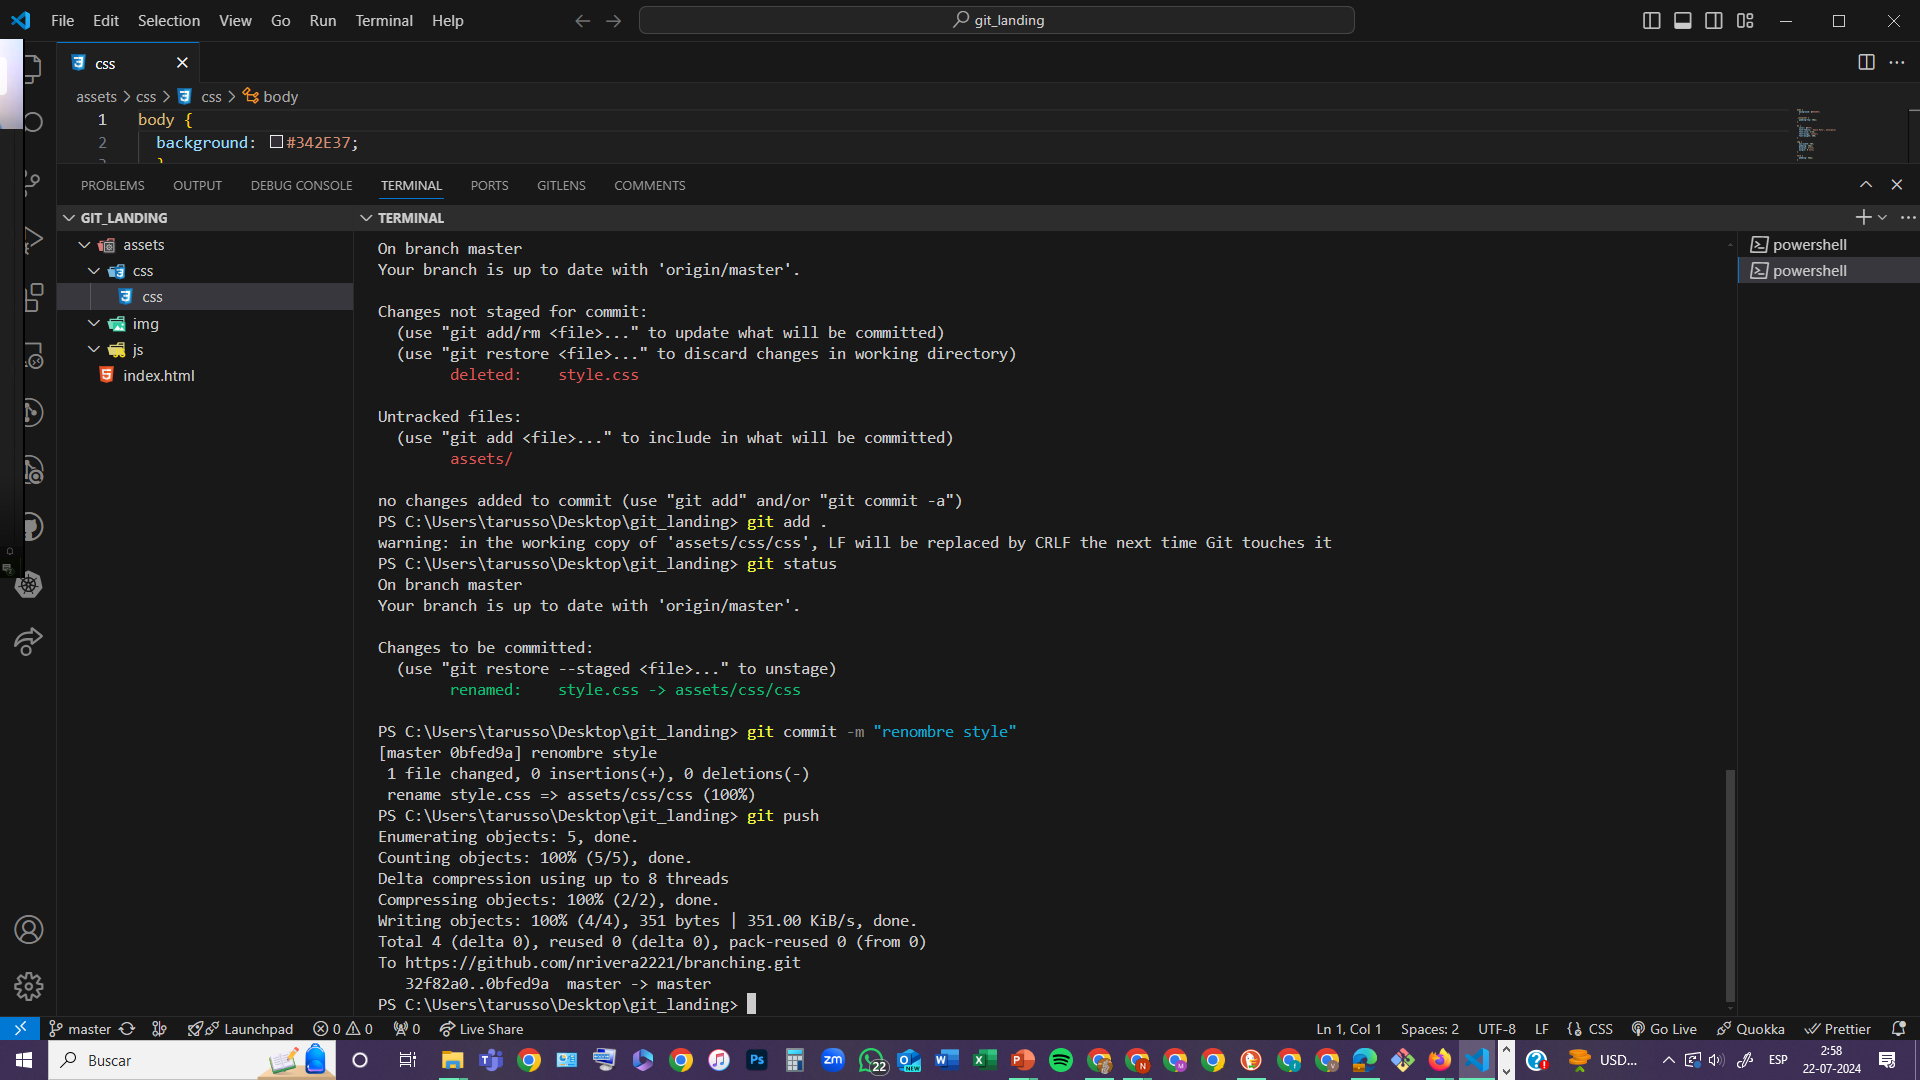 File Edit Selection View Go Run Terminal Help
git_landing
css
assets > css > css > body
1 body {
2 background: #342E37;
}
PROBLEMS OUTPUT DEBUG CONSOLE TERMINAL PORTS GITLENS COMMENTS
GIT_LANDING
assets
css
css
img
js
index.html
TERMINAL
On branch master
Your branch is up to date with 'origin/master'.
Changes not staged for commit:
(use "git add/rm <file>..." to update what will be committed)
(use "git restore <file>..." to discard changes in working directory)
deleted: style.css
Untracked files:
(use "git add <file>..." to include in what will be committed)
assets/
no changes added to commit (use "git add" and/or "git commit -a")
PS C:\Users\tarusso\Desktop\git_landing> git add .
warning: in the working copy of 'assets/css/css', LF will be replaced by CRLF the next time Git touches it
PS C:\Users\tarusso\Desktop\git_landing> git status
On branch master
Your branch is up to date with 'origin/master'.
Changes to be committed:
(use "git restore --staged <file>..." to unstage)
renamed: style.css -> assets/css/css
PS C:\Users\tarusso\Desktop\git_landing> git commit -m "renombre style"
[master 0bfed9a] renombre style
1 file changed, 0 insertions(+), 0 deletions(-)
rename style.css => assets/css/css (100%)
PS C:\Users\tarusso\Desktop\git_landing> git push
Enumerating objects: 5, done.
Counting objects: 100% (5/5), done.
Delta compression using up to 8 threads
Compressing objects: 100% (2/2), done.
Writing objects: 100% (4/4), 351 bytes | 351.00 KiB/s, done.
Total 4 (delta 0), reused 0 (delta 0), pack-reused 0 (from 0)
To https://github.com/nrivera2221/branching.git
32f82a0..0bfed9a master -> master
PS C:\Users\tarusso\Desktop\git_landing>
powershell
powershell
master Launchpad 0 0 0 Live Share
Ln 1, Col 1 Spaces: 2 UTF-8 LF {} CSS Go Live Quokka Prettier
Buscar
22
USD...
ESP
2:58
22-07-2024